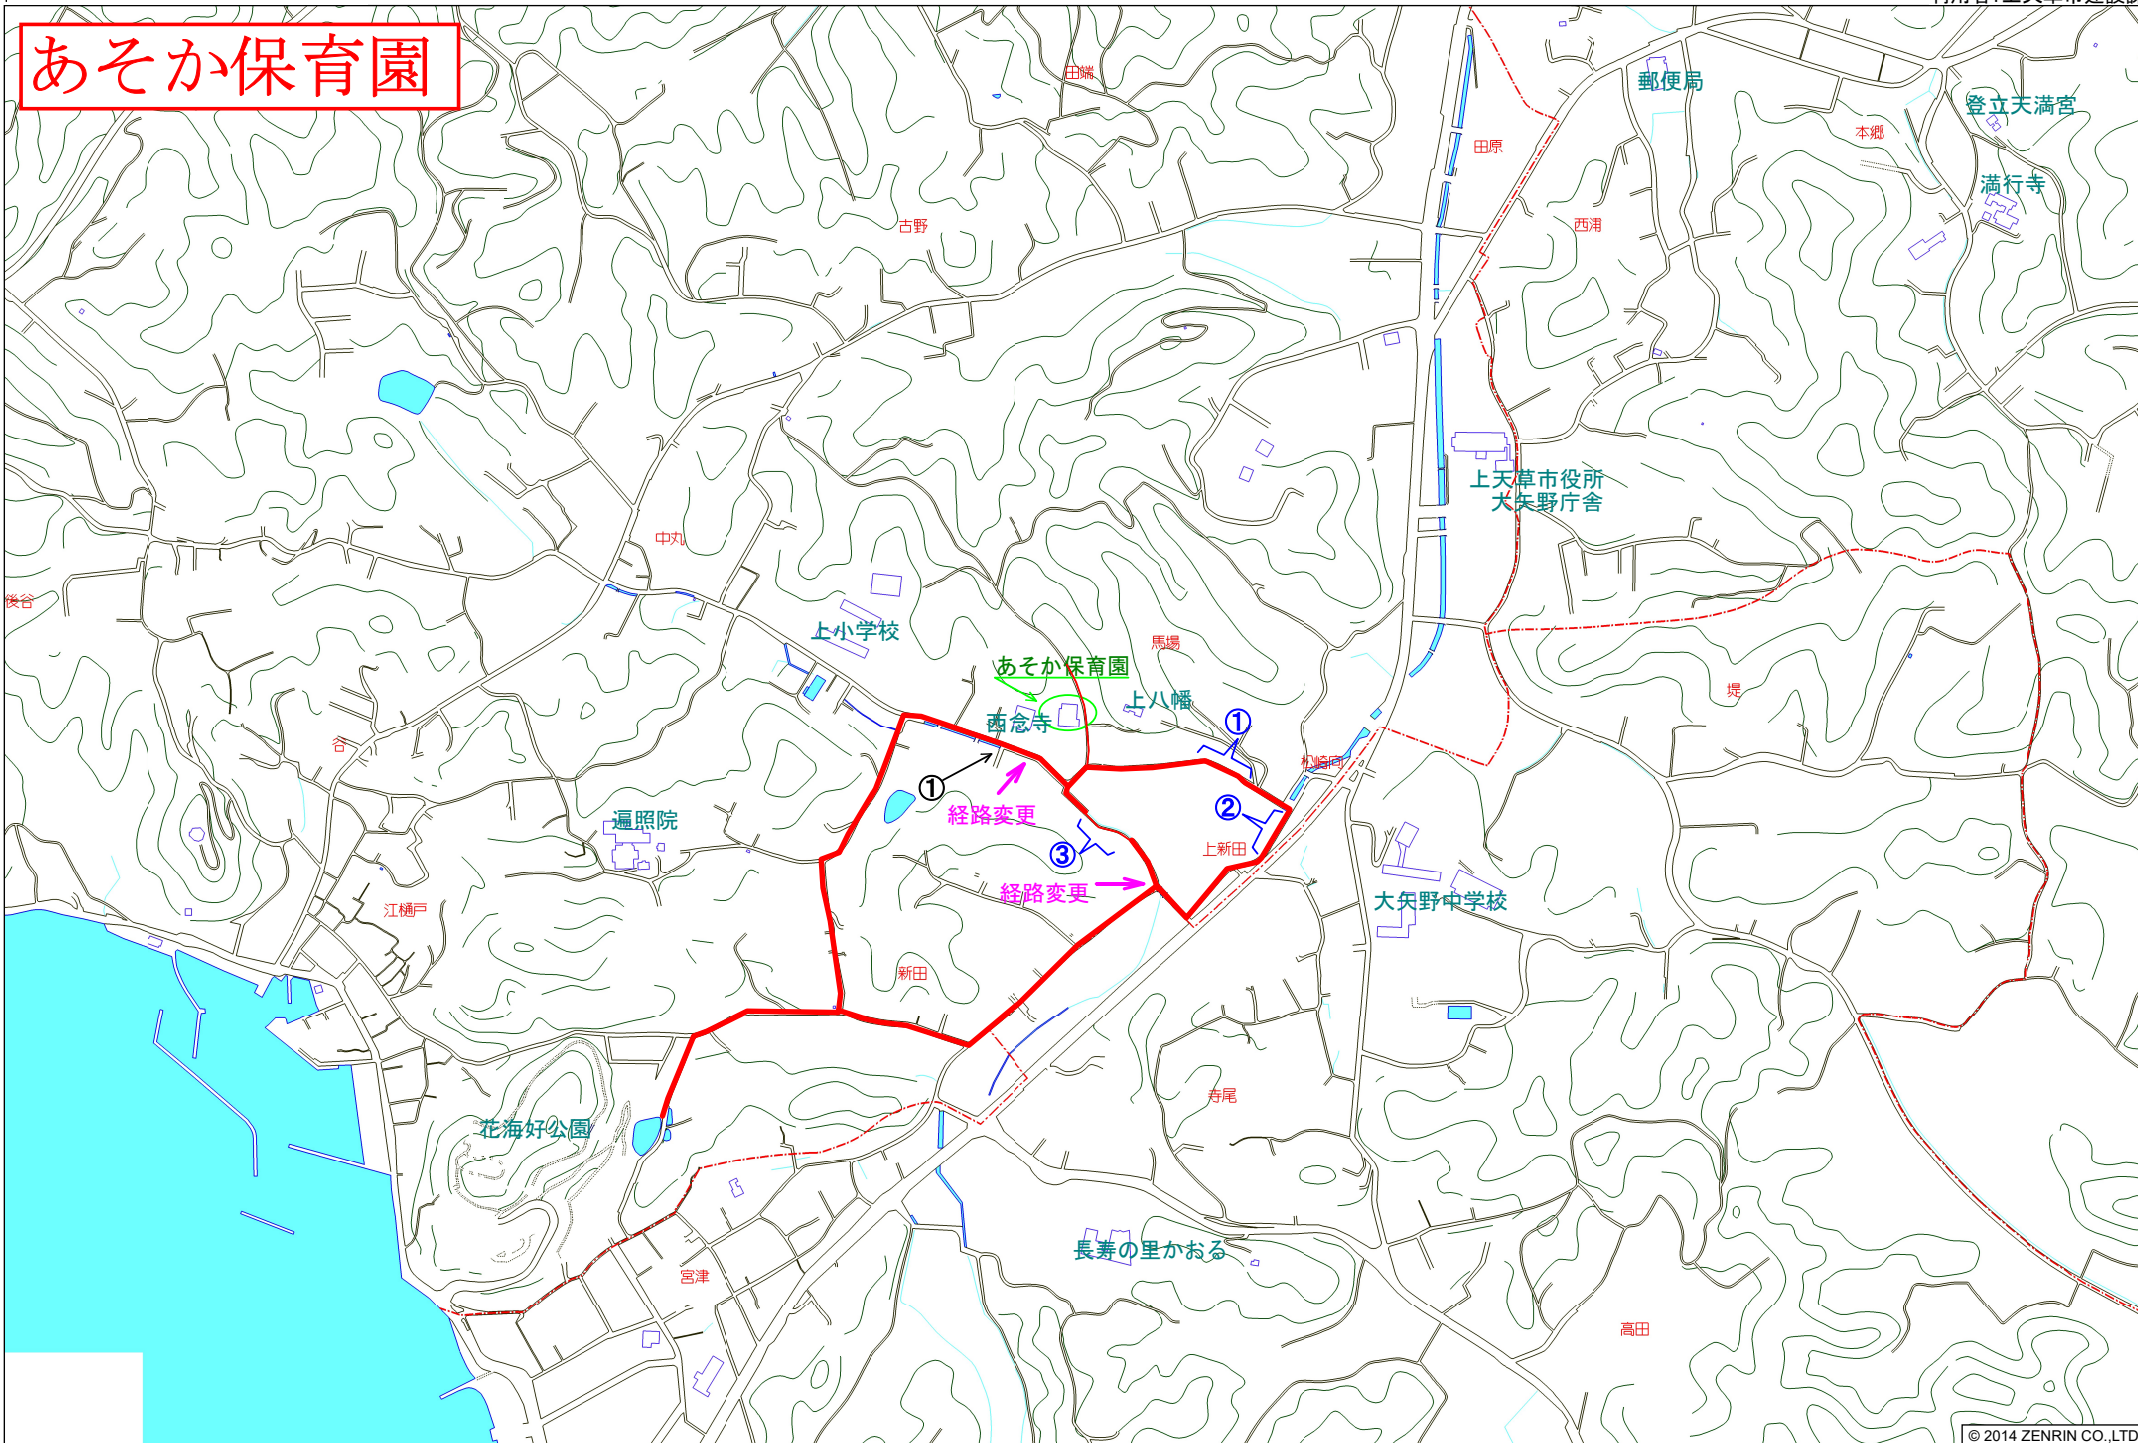 あそか保育園
田端
郵便局
登立天満宮
本郷
田原
満行寺
古野
西浦
上天草市役所
大矢野庁舎
中丸
後谷
上小学校
馬場
あそか保育園
堤
上八幡
西念寺
①
谷
松崎向
①
②
経路変更
遍照院
上新田
③
経路変更
大矢野中学校
江樋戸
新田
寺尾
花海好公園
長寿の里かおる
宮津
高田
© 2014 ZENRIN CO.,LTD